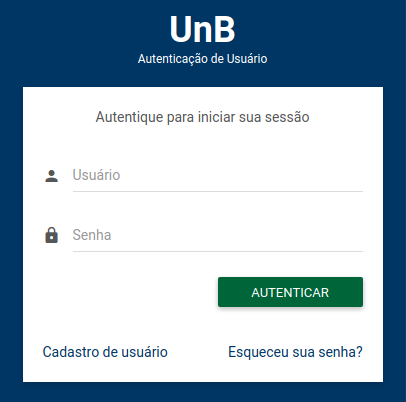 UnB
Autenticação de Usuário
Autentique para iniciar sua sessão
Usuário
Senha
AUTENTICAR
Cadastro de usuário
Esqueceu sua senha?